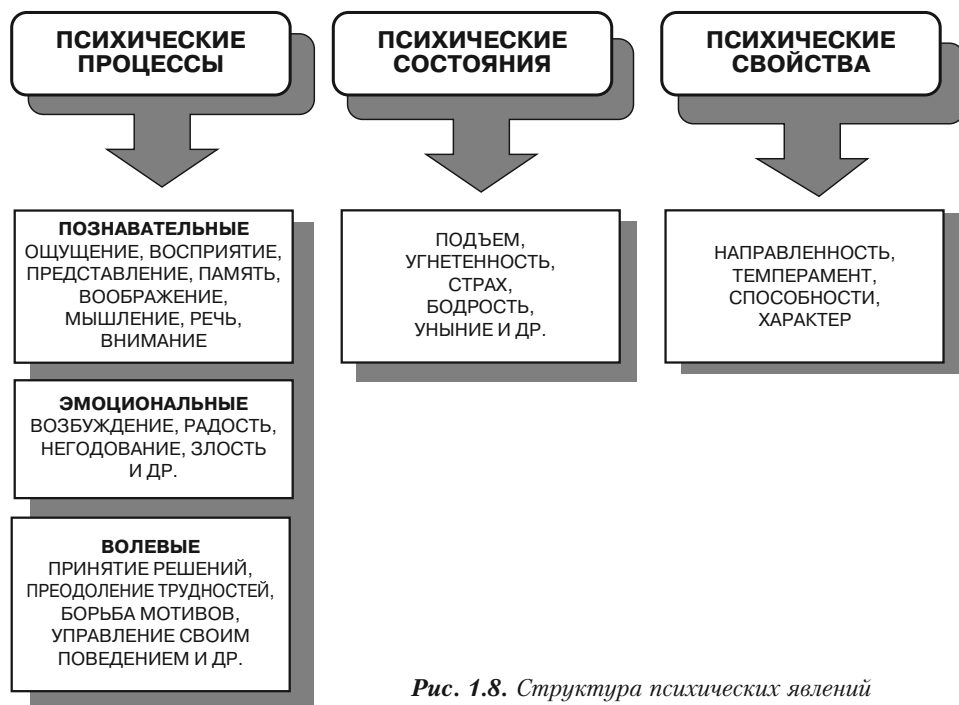 ПСИХИЧЕСКИЕ
ПРОЦЕССЫ
ПСИХИЧЕСКИЕ
СОСТОЯНИЯ
ПСИХИЧЕСКИЕ
СВОЙСТВА
ПОЗНАВАТЕЛЬНЫЕ
ОЩУЩЕНИЕ, ВОСПРИЯТИЕ,
ПРЕДСТАВЛЕНИЕ, ПАМЯТЬ,
ВООБРАЖЕНИЕ,
МЫШЛЕНИЕ, РЕЧЬ,
ВНИМАНИЕ
ЭМОЦИОНАЛЬНЫЕ
ВОЗБУЖДЕНИЕ, РАДОСТЬ,
НЕГОДОВАНИЕ, ЗЛОСТЬ
И ДР.
ВОЛЕВЫЕ
ПРИНЯТИЕ РЕШЕНИЙ,
ПРЕОДОЛЕНИЕ ТРУДНОСТЕЙ,
БОРЬБА МОТИВОВ,
УПРАВЛЕНИЕ СВОИМ
ПОВЕДЕНИЕМ И ДР.
ПОДЪЕМ,
УГНЕТЕННОСТЬ,
СТРАХ,
БОДРОСТЬ,
УНЫНИЕ И ДР.
НАПРАВЛЕННОСТЬ,
ТЕМПЕРАМЕНТ,
СПОСОБНОСТИ,
ХАРАКТЕР
Рис. 1.8. Структура психических явлений